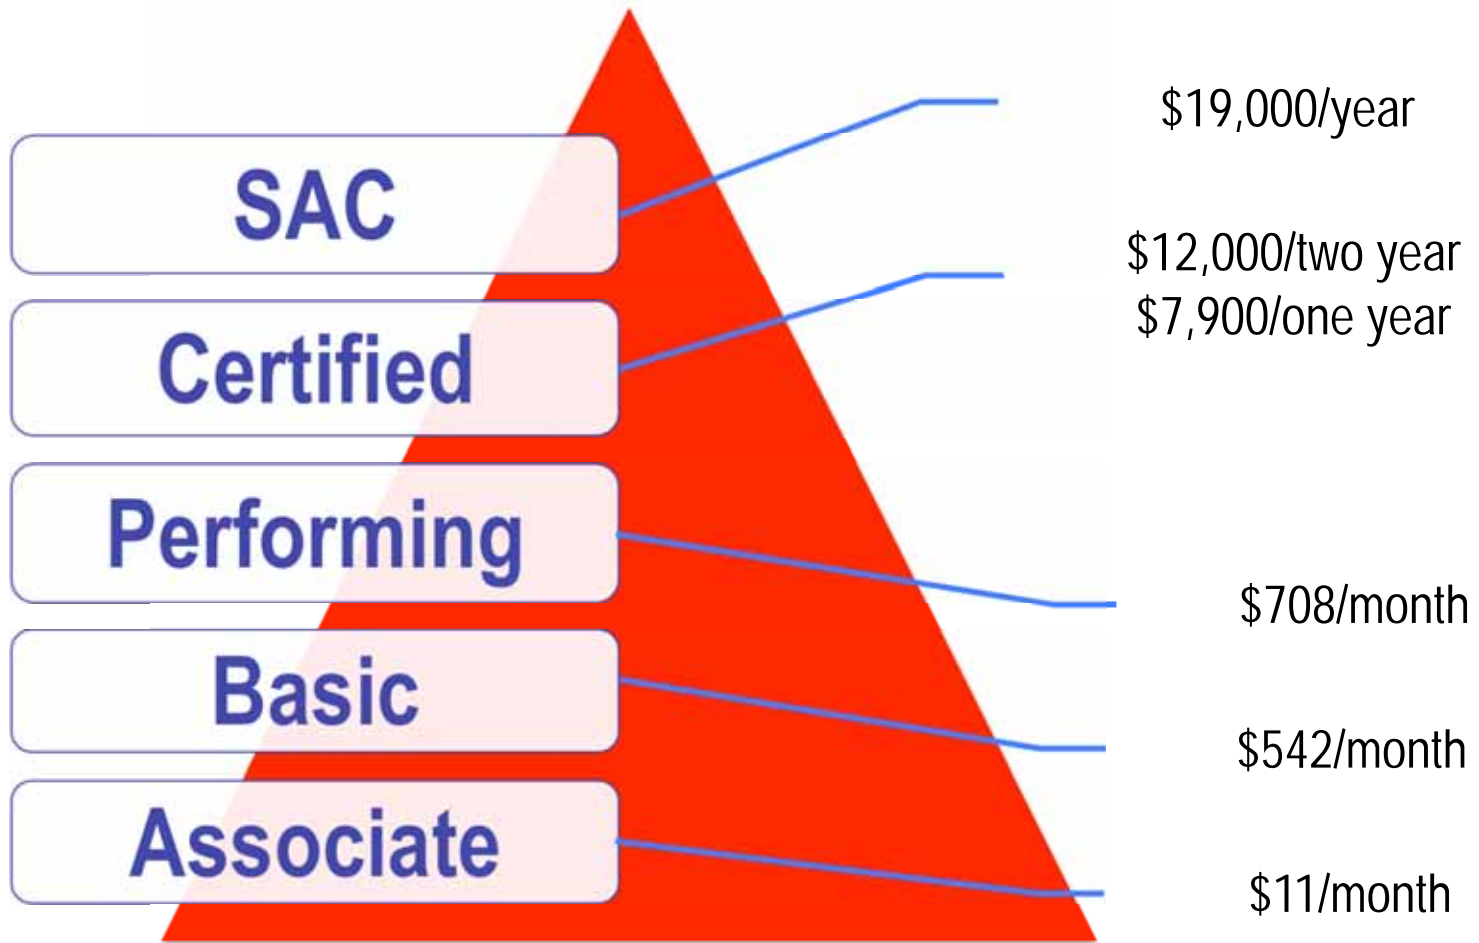 SAC
$19,000/year
Certified
$12,000/two year
$7,900/one year
Performing
$708/month
Basic
$542/month
Associate
$11/month